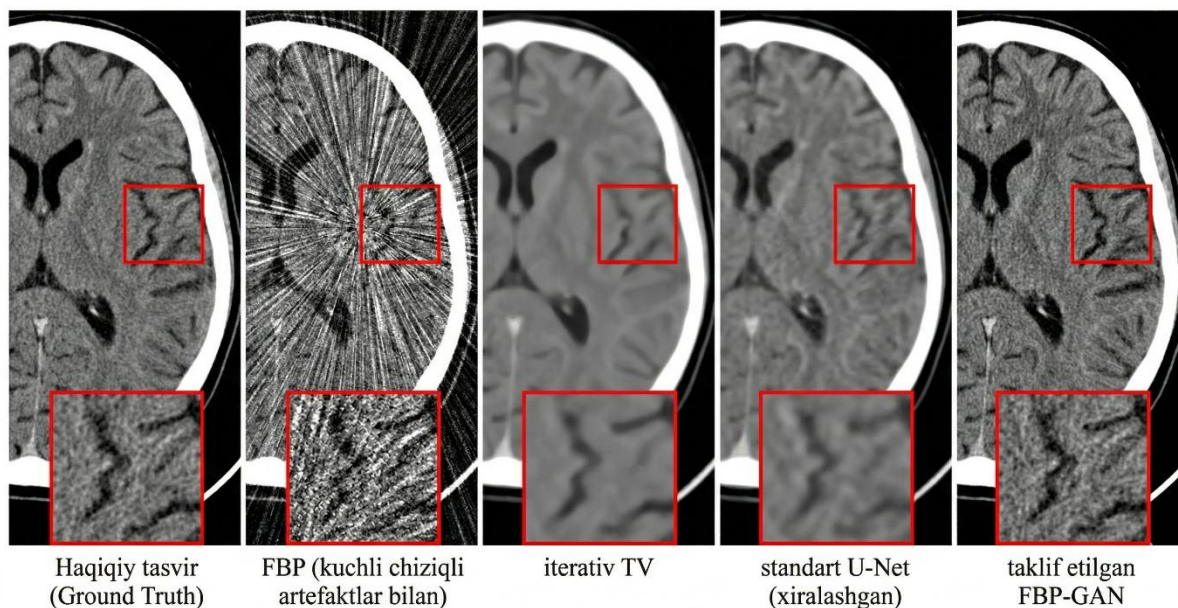 Haqiqiy tasvir
(Ground Truth)
FBP (kuchli chiziqli
artefaktlar bilan)
iterativ TV
standart U-Net
(xiralashgan)
taklif etilgan
FBP-GAN